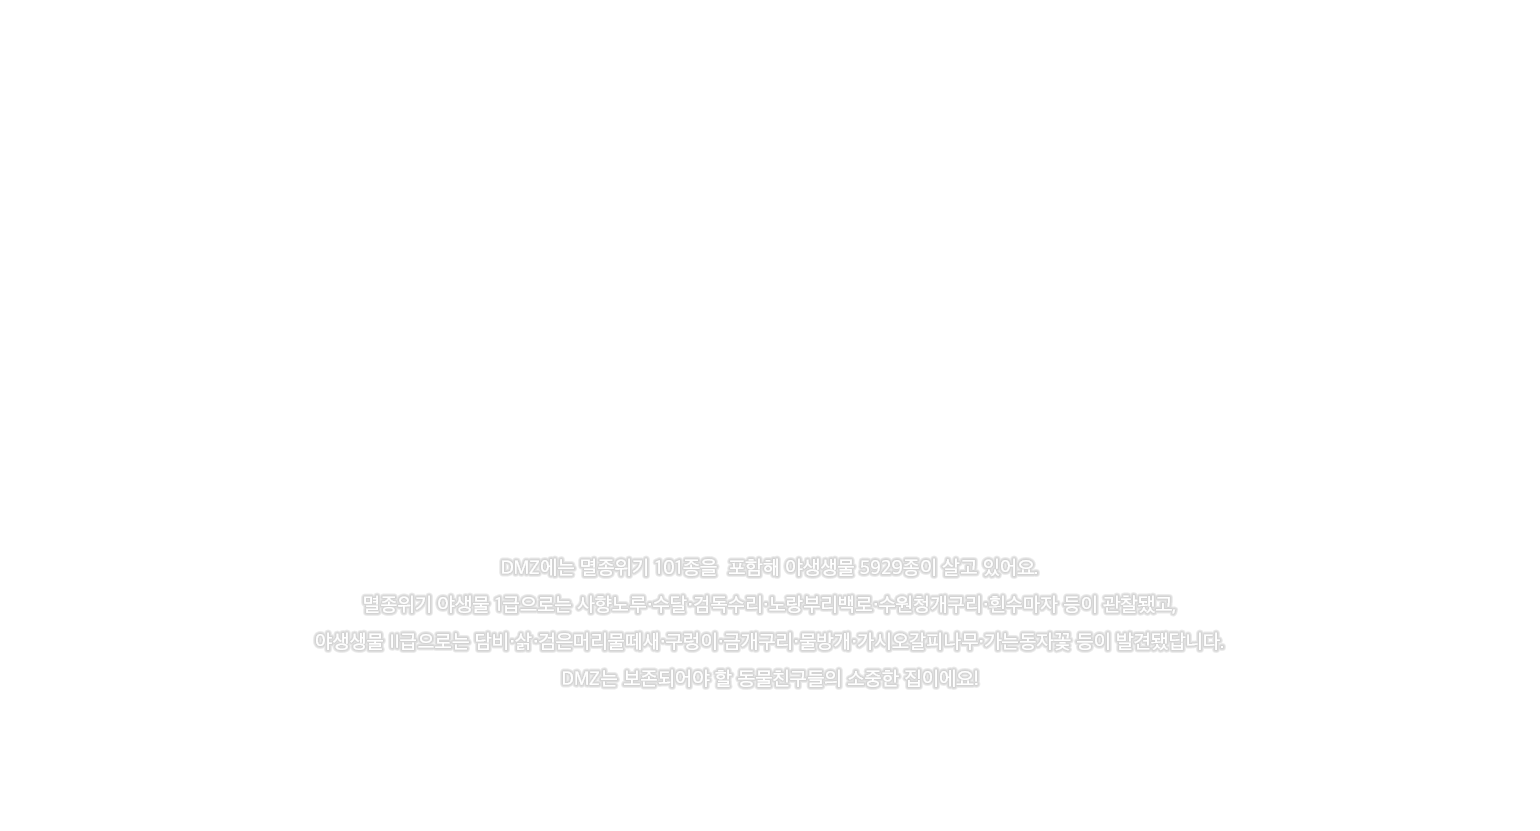 DMZ에는 멸종위기 101종을  포함해 야생생물 5929종이 살고 있어요.
멸종위기 야생물 1급으로는 사향노루·수달·검독수리·노랑부리백로·수원청개구리·흰수마자 등이 관찰됐고,
야생생물 II급으로는 담비·삵·검은머리물떼새·구렁이·금개구리·물방개·가시오갈피나무·가는동자꽃 등이 발견됐답니다.
DMZ는 보존되어야 할 동물친구들의 소중한 집이에요!